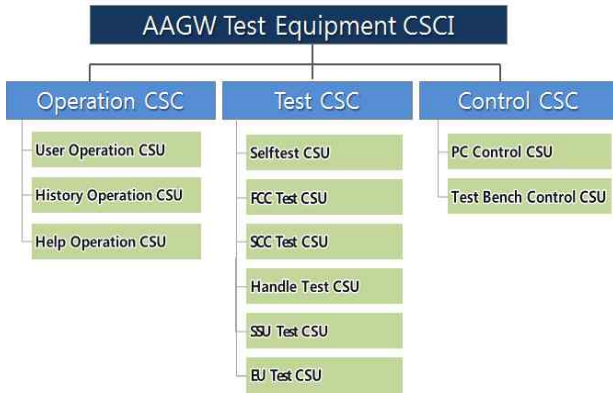 AAGW Test Equipment CSCI
Operation CSC
User Operation CSU
History Operation CSU
Help Operation CSU
Test CSC
Selftest CSU
FCC Test CSU
SCC Test CSU
Handle Test CSU
SSU Test CSU
EU Test CSU
Control CSC
PC Control CSU
Test Bench Control CSU